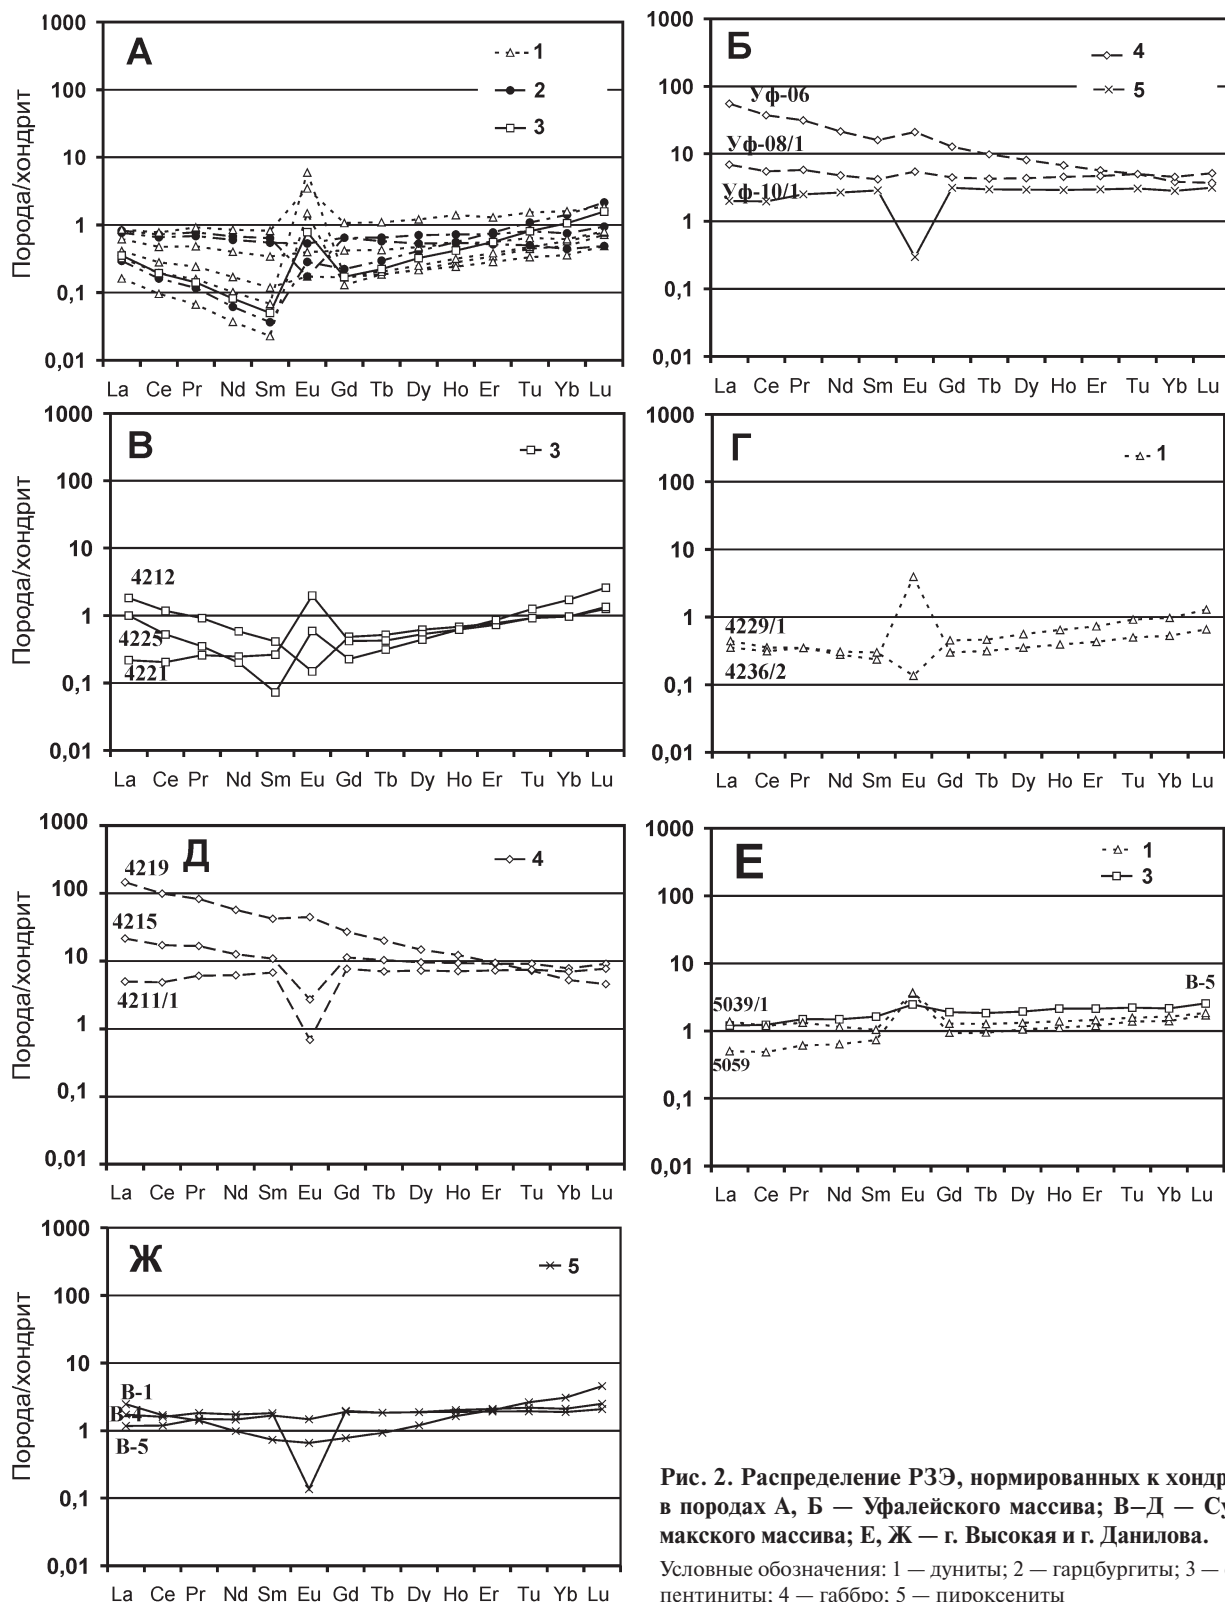 Порода/хондрит
1000
100
10
1
0,1
0,01
А
1
2
3
La Ce Pr Nd Sm Eu Gd Tb Dy Ho Er Tu Yb Lu
1000
100
10
1
0,1
0,01
Б
4
5
Уф-06
Уф-08/1
Уф-10/1
La Ce Pr Nd Sm Eu Gd Tb Dy Ho Er Tu Yb Lu
Порода/хондрит
1000
100
10
1
0,1
0,01
В
3
4212
4225
4221
La Ce Pr Nd Sm Eu Gd Tb Dy Ho Er Tu Yb Lu
1000
100
10
1
0,1
0,01
Г
1
4229/1
4236/2
La Ce Pr Nd Sm Eu Gd Tb Dy Ho Er Tu Yb Lu
Порода/хондрит
1000
100
10
1
0,1
0,01
Д
4
4219
4215
4211/1
La Ce Pr Nd Sm Eu Gd Tb Dy Ho Er Tu Yb Lu
1000
100
10
1
0,1
0,01
Е
1
3
В-5
5039/1
5059
La Ce Pr Nd Sm Eu Gd Tb Dy Ho Er Tu Yb Lu
Порода/хондрит
1000
100
10
1
0,1
0,01
Ж
5
В-1
В-4
В-5
La Ce Pr Nd Sm Eu Gd Tb Dy Ho Er Tu Yb Lu
Рис. 2. Распределение РЗЭ, нормированных к хондр
в породах А, Б — Уфалейского массива; В—Д — Су
макского массива; Е, Ж — г. Высокая и г. Данилова.
Условные обозначения: 1 — дуниты; 2 — гарцбургиты; 3 —
пентиниты; 4 — габбро; 5 — пироксениты